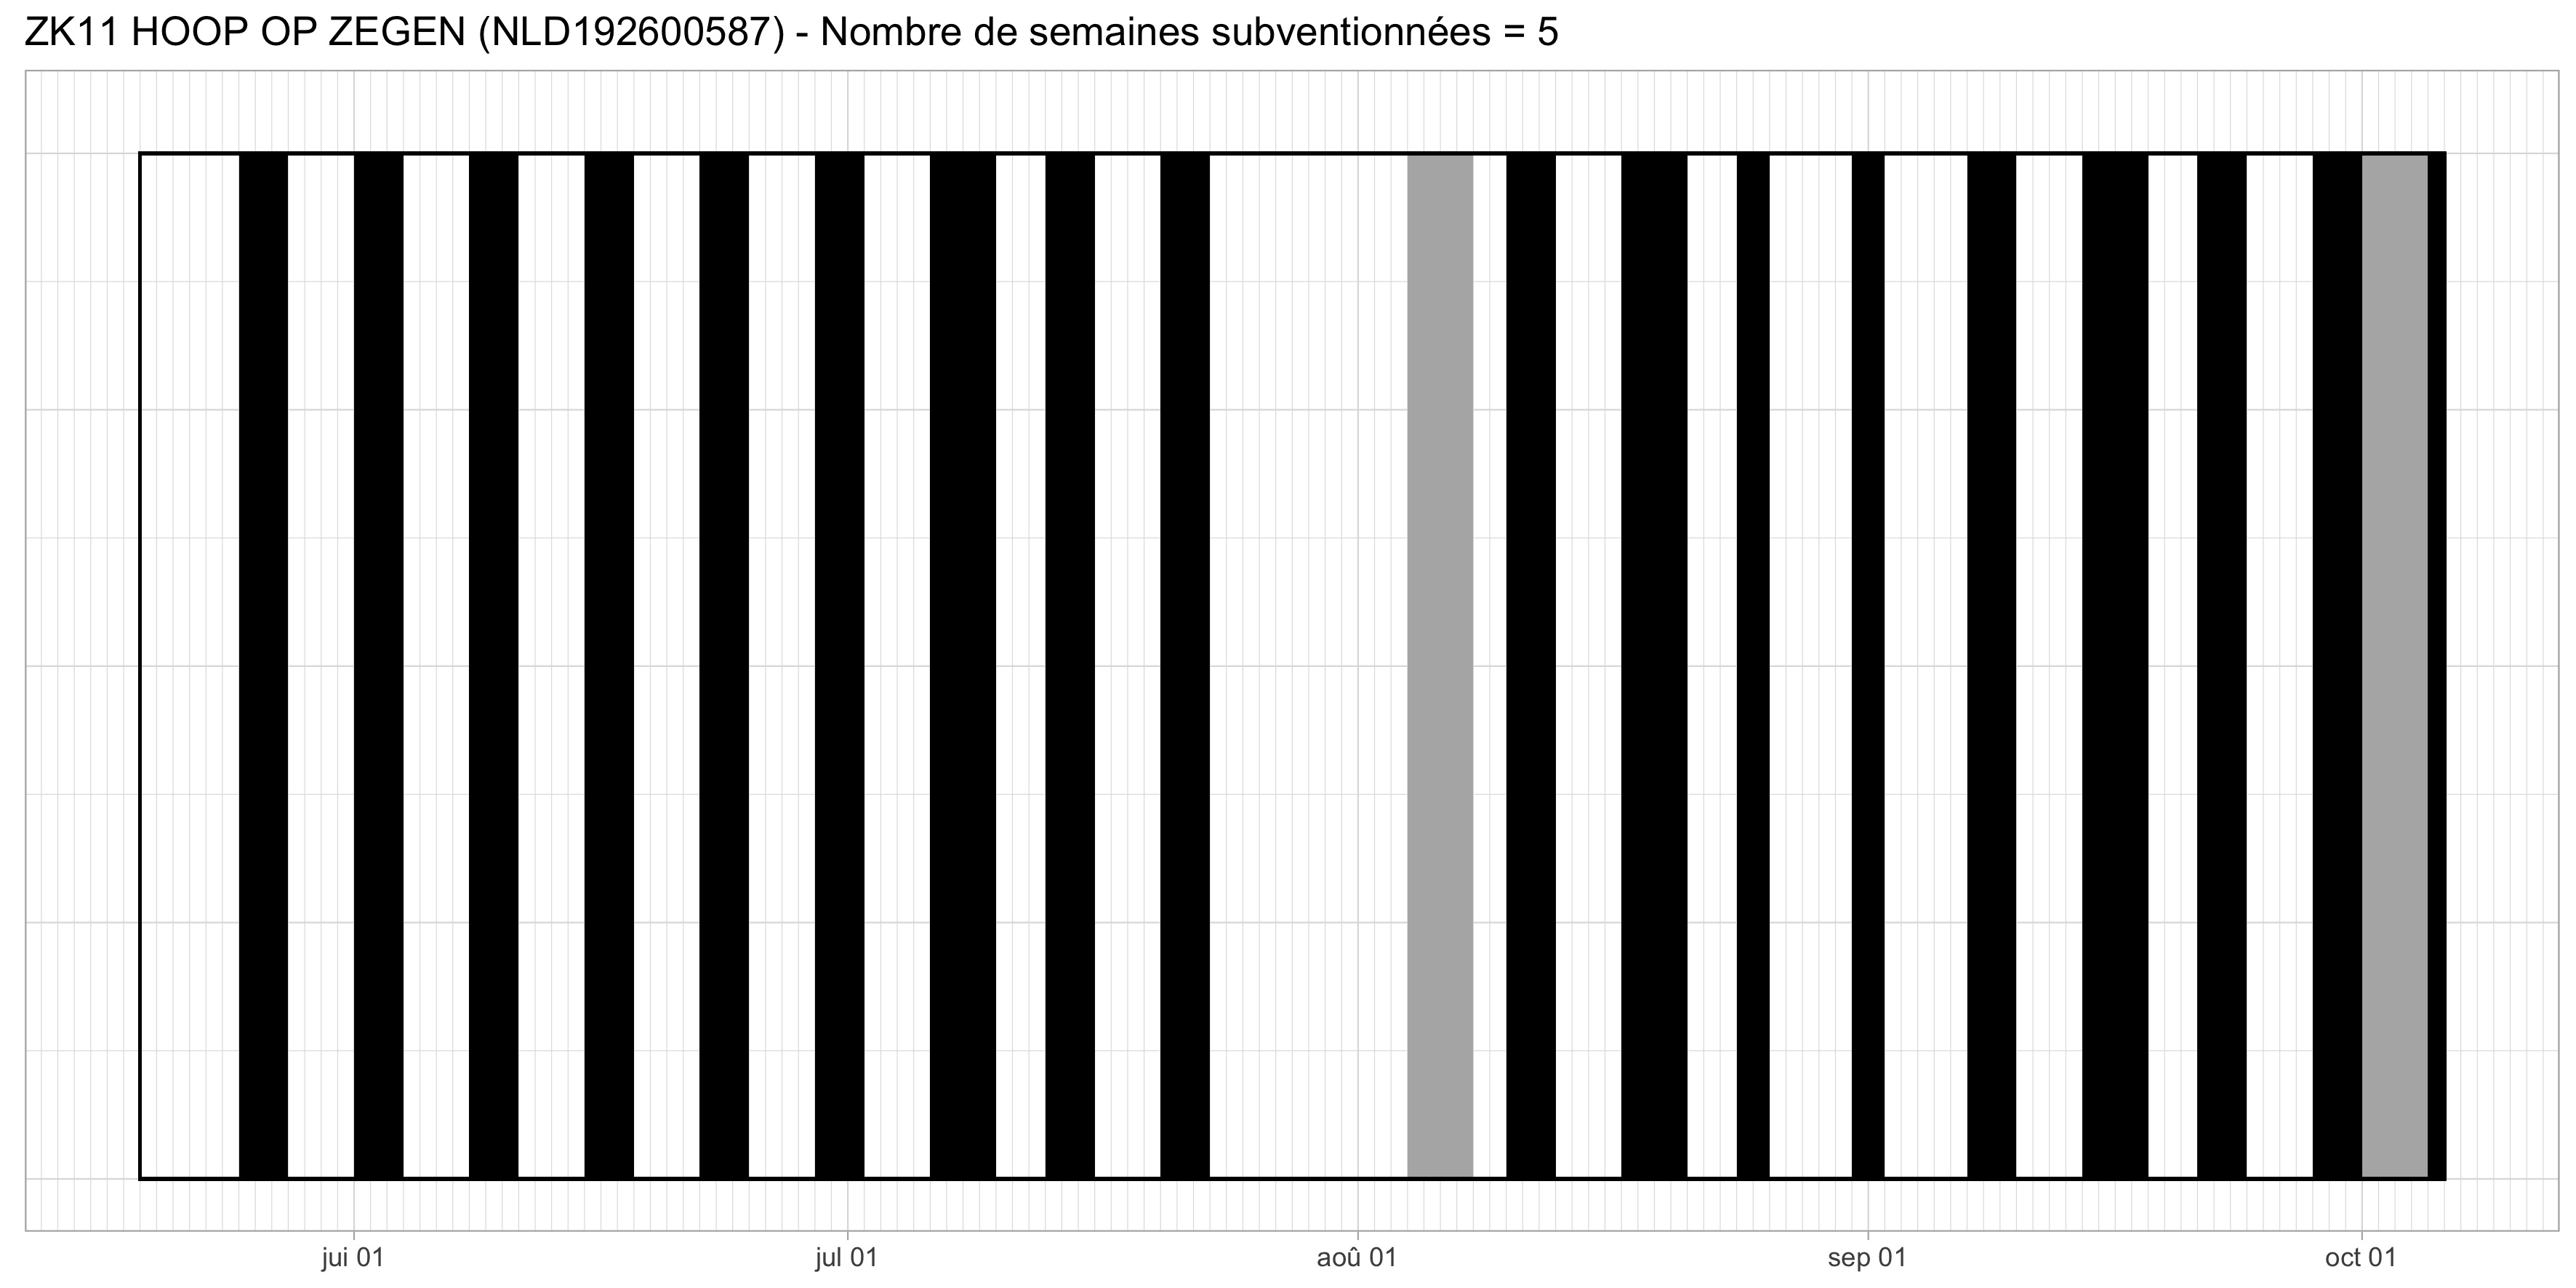 ZK11 HOOP OP ZEGEN (NLD192600587) - Nombre de semaines subventionnées = 5
jui 01 jul 01 aoû 01 sep 01 oct 01